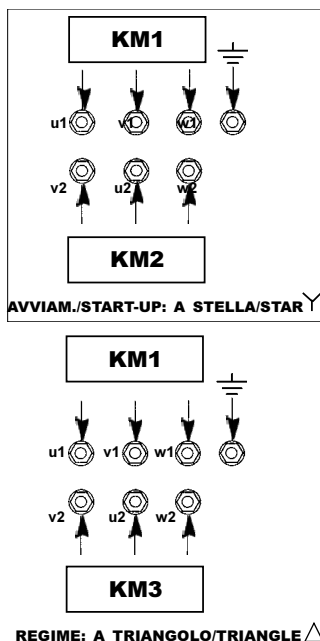 KM1
u1 v1 w1
v2 u2 w2
KM2
AVVIAM./START-UP: A STELLA/STAR
KM1
u1 v1 w1
v2 u2 w2
KM3
REGIME: A TRIANGOLO/TRIANGLE